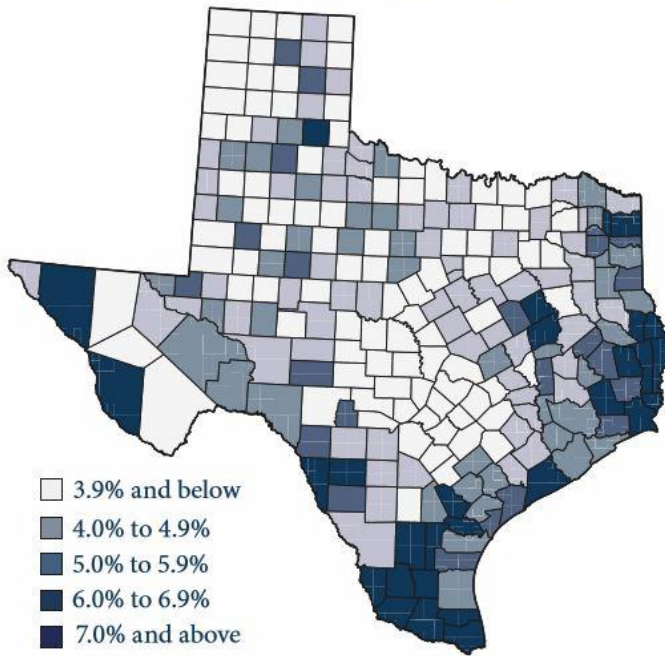 3.9% and below
4.0% to 4.9%
5.0% to 5.9%
6.0% to 6.9%
7.0% and above